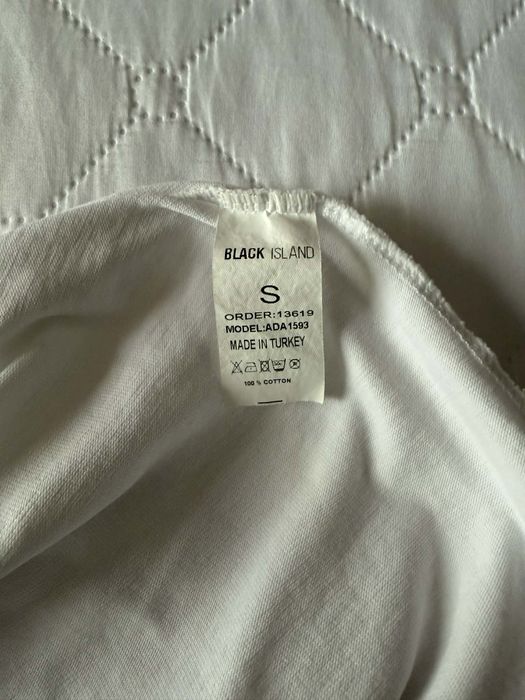 BLACK ISLAND
S
ORDER:13619
MODEL:ADA1593
MADE IN TURKEY
100 % COTTON